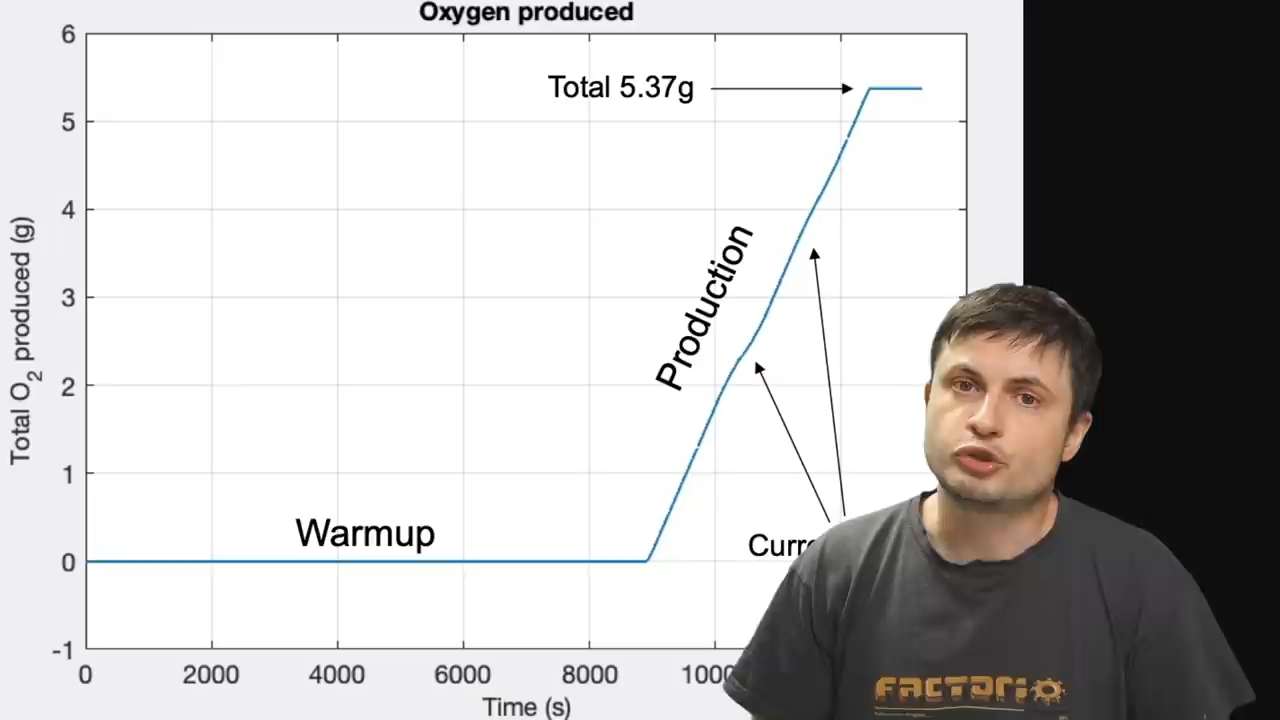 Oxygen produced
6
Total 5.37g
5
4
Production
3
Total O2 produced (g)
2
1
Warmup
0
-1
0
2000
4000
6000
8000
Time (s)
FACTORIO